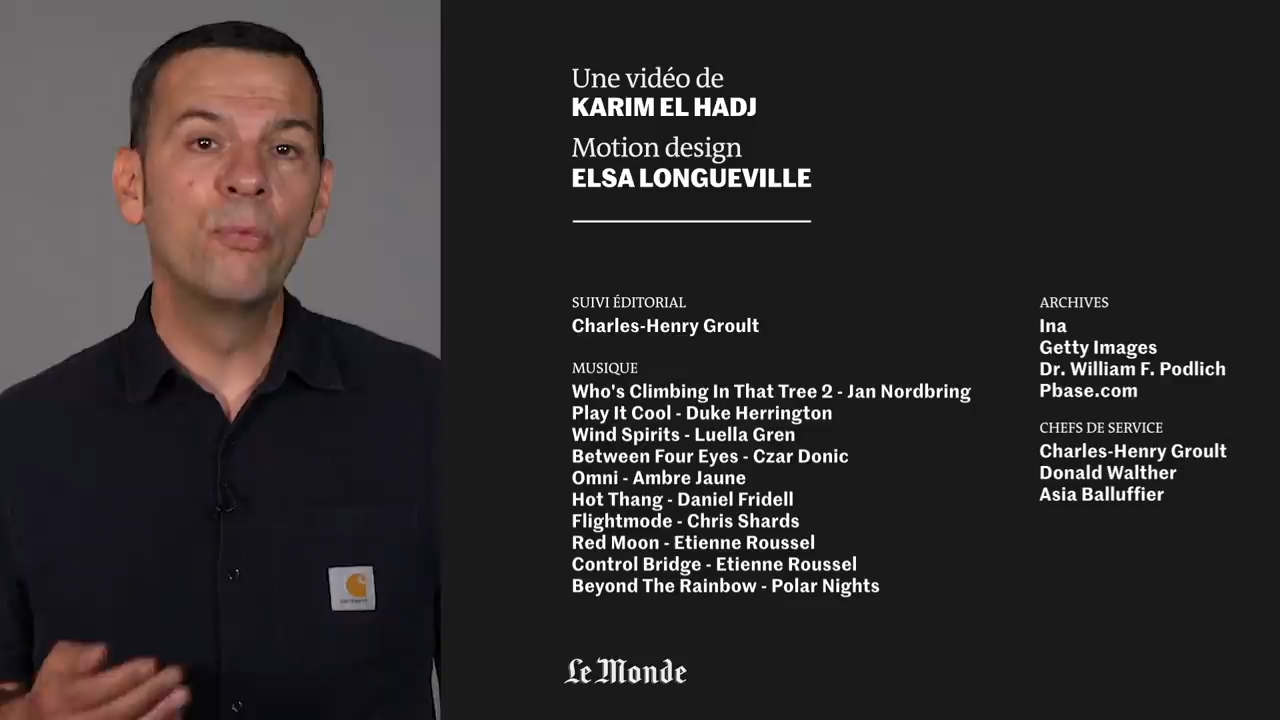 Une vidéo de
KARIM EL HADJ
Motion design
ELSA LONGUEVILLE
SUIVI ÉDITORIAL
Charles-Henry Groult
MUSIQUE
Who's Climbing In That Tree 2 - Jan Nordbring
Play It Cool - Duke Herrington
Wind Spirits - Luella Gren
Between Four Eyes - Czar Donic
Omni - Ambre Jaune
Hot Thang - Daniel Fridell
Flightmode - Chris Shards
Red Moon - Etienne Roussel
Control Bridge - Etienne Roussel
Beyond The Rainbow - Polar Nights
ARCHIVES
Ina
Getty Images
Dr. William F. Podlich
Pbase.com
CHEFS DE SERVICE
Charles-Henry Groult
Donald Walther
Asia Balluffier
Le Monde